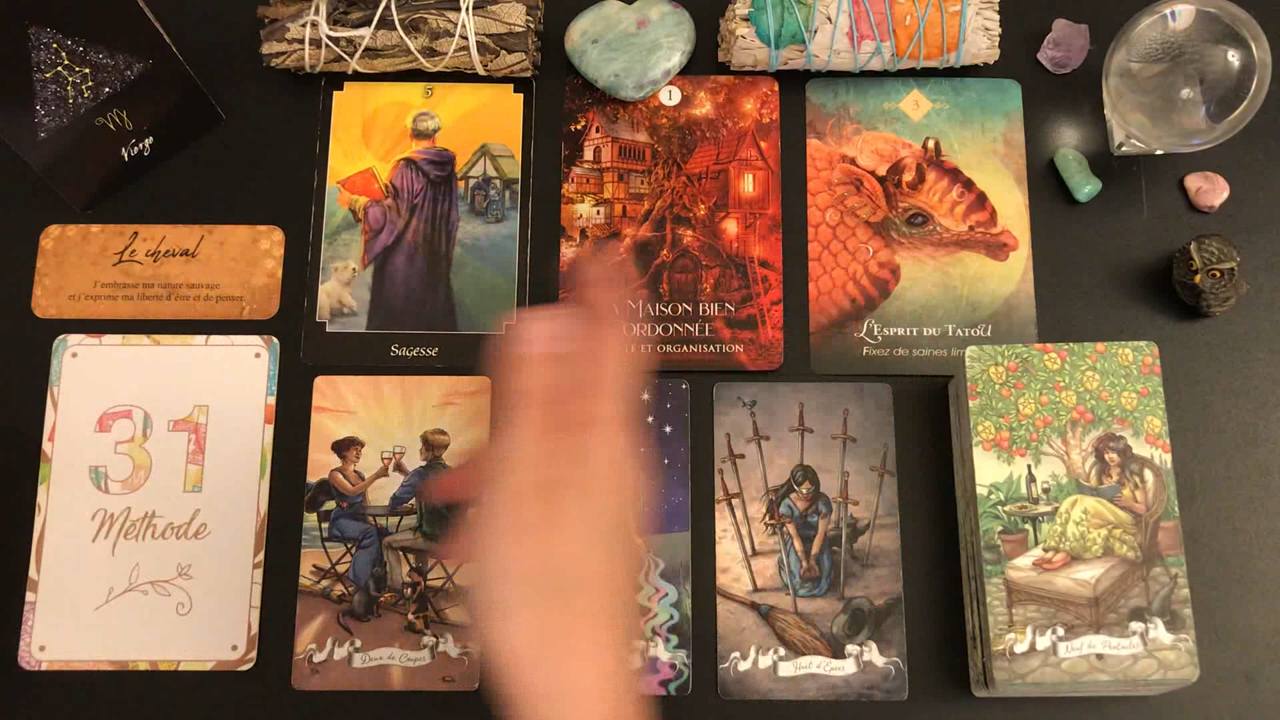 Virgo
5
Sagesse
1
MAISON BIEN
ORDONNÉE
ET ORGANISATION
3
L'ESPRIT DU TATOU
Fixez de saines
Le cheval
J'embrasse ma nature sauvage
et j'exprime ma liberté d'être et de penser.
31
Méthode
Deux de Coupes
Huit d'Épées
Neuf de Pentacles